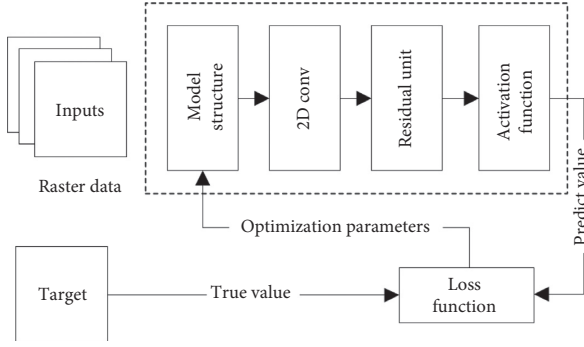 Inputs
Raster data
Model
structure
2D conv
Residual unit
Activation
function
Predict value
Optimization parameters
Target
True value
Loss
function